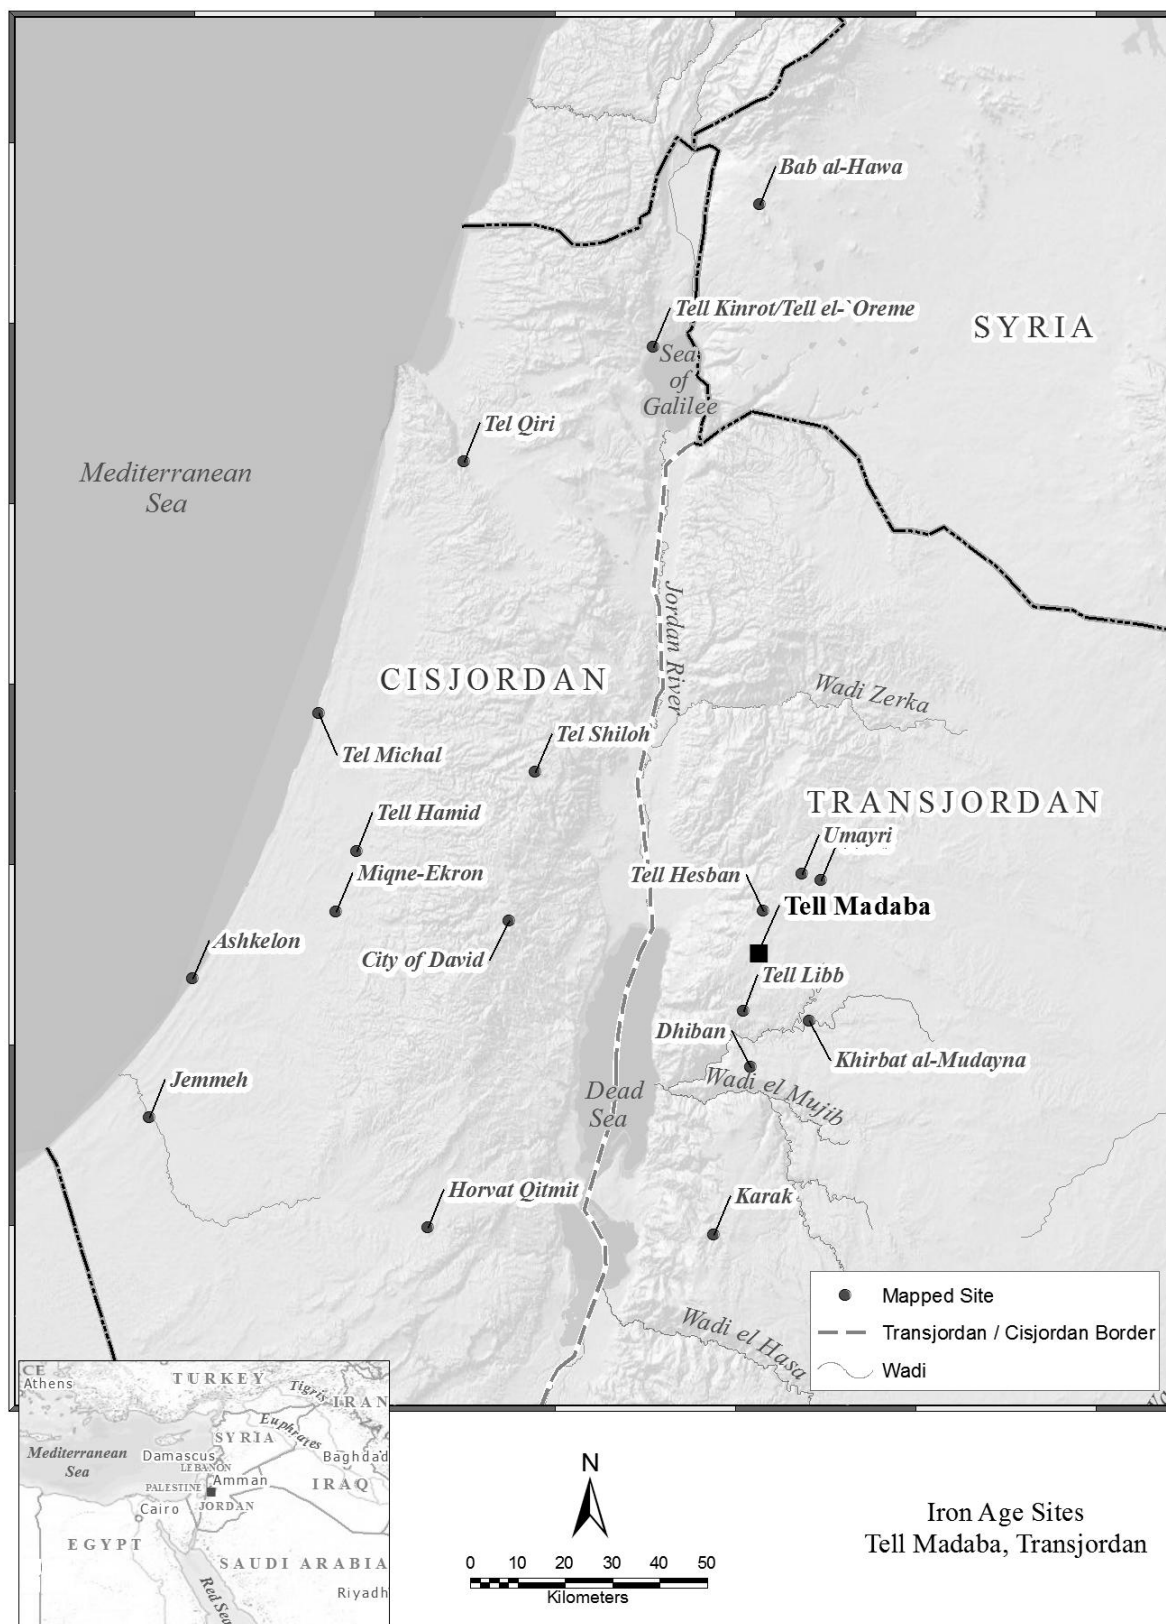 Bab al-Hawa
Tell Kinrot/Tell el-`Oreme
SYRIA
Sea
of
Galilee
Tel Qiri
Mediterranean
Sea
Jordan River
CISJORDAN
Wadi Zerka
Tel Shiloh
Tel Michal
TRANSJORDAN
Tell Hamid
Umayri
Miqne-Ekron
Tell Hesban
Tell Madaba
Ashkelon
City of David
Tell Libb
Dhiban
Khirbat al-Mudayna
Jemmeh
Wadi el Mujib
Dead
Sea
Horvat Qitmit
Karak
Wadi el Hasa
Mapped Site
Transjordan / Cisjordan Border
Wadi
CE
Athens
TURKEY
Tigris
IRAN
Euphrates
SYRIA
Mediterranean
Sea
Damascus
LEBANON
Baghdad
PALESTINE
Amman
IRAQ
JORDAN
Cairo
EGYPT
SAUDI ARABIA
Red Sea
Riyadh
N
0 10 20 30 40 50
Kilometers
Iron Age Sites
Tell Madaba, Transjordan